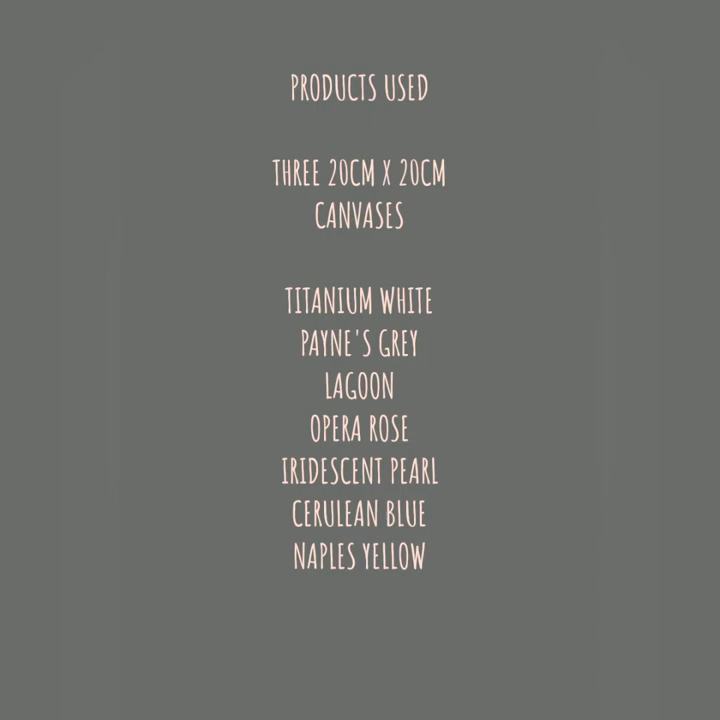 PRODUCTS USED
THREE 20CM X 20CM
CANVASES
TITANIUM WHITE
PAYNE'S GREY
LAGOON
OPERA ROSE
IRIDESCENT PEARL
CERULEAN BLUE
NAPLES YELLOW